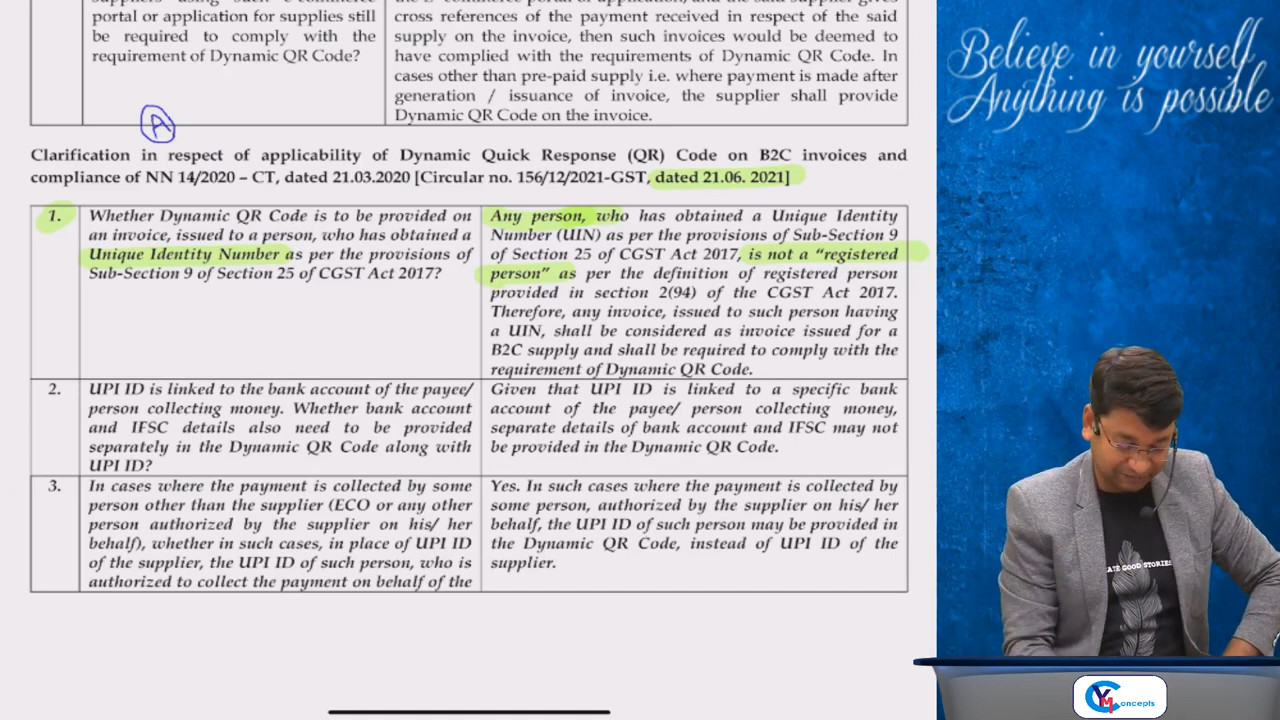 suppliers using such e-commerce
portal or application for supplies still
be required to comply with the
requirement of Dynamic QR Code?
the E-commerce portal or application, and the said supplier gives
cross references of the payment received in respect of the said
supply on the invoice, then such invoices would be deemed to
have complied with the requirements of Dynamic QR Code. In
cases other than pre-paid supply i.e. where payment is made after
generation / issuance of invoice, the supplier shall provide
Dynamic QR Code on the invoice.
A
Clarification in respect of applicability of Dynamic Quick Response (QR) Code on B2C invoices and
compliance of NN 14/2020 – CT, dated 21.03.2020 [Circular no. 156/12/2021-GST, dated 21.06. 2021]
1.
Whether Dynamic QR Code is to be provided on
an invoice, issued to a person, who has obtained a
Unique Identity Number as per the provisions of
Sub-Section 9 of Section 25 of CGST Act 2017?
Any person, who has obtained a Unique Identity
Number (UIN) as per the provisions of Sub-Section 9
of Section 25 of CGST Act 2017, is not a “registered
person” as per the definition of registered person
provided in section 2(94) of the CGST Act 2017.
Therefore, any invoice, issued to such person having
a UIN, shall be considered as invoice issued for a
B2C supply and shall be required to comply with the
requirement of Dynamic QR Code.
2.
UPI ID is linked to the bank account of the payee/
person collecting money. Whether bank account
and IFSC details also need to be provided
separately in the Dynamic QR Code along with
UPI ID?
Given that UPI ID is linked to a specific bank
account of the payee/ person collecting money,
separate details of bank account and IFSC may not
be provided in the Dynamic QR Code.
3.
In cases where the payment is collected by some
person other than the supplier (ECO or any other
person authorized by the supplier on his/ her
behalf), whether in such cases, in place of UPI ID
of the supplier, the UPI ID of such person, who is
authorized to collect the payment on behalf of the
Yes. In such cases where the payment is collected by
some person, authorized by the supplier on his/ her
behalf, the UPI ID of such person may be provided in
the Dynamic QR Code, instead of UPI ID of the
supplier.
Believe in yourself
Anything is possible
ATE GOOD STORIES
CYM oncepts